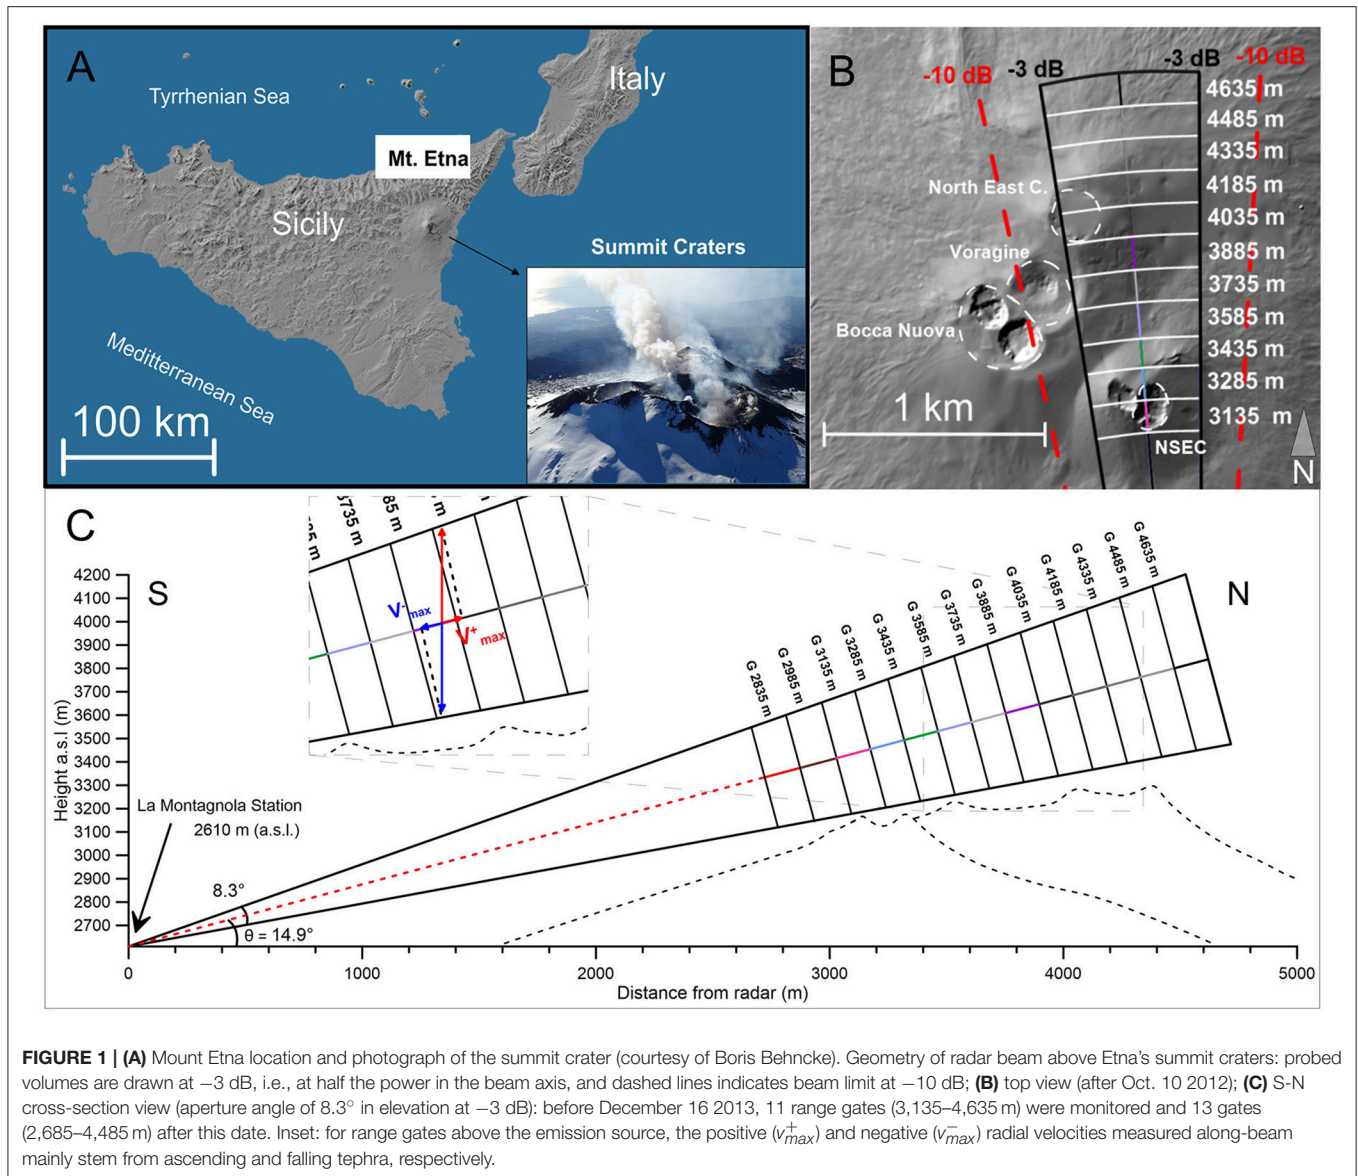 A
Tyrrhenian Sea
Italy
Mt. Etna
Sicily
Summit Craters
Meditterranean Sea
100 km
B
-10 dB
-3 dB
-3 dB
-10 dB
4635 m
4485 m
4335 m
4185 m
4035 m
3885 m
3735 m
3585 m
3435 m
3285 m
3135 m
North East C.
Voragine
Bocca Nuova
1 km
NSEC
N
C
S
N
3735 m
85 m
m
V-max
V+max
G 2835 m
G 2985 m
G 3135 m
G 3285 m
G 3435 m
G 3585 m
G 3735 m
G 3885 m
G 4035 m
G 4185 m
G 4335 m
G 4485 m
G 4635 m
Height a.s.l (m)
4200
4100
4000
3900
3800
3700
3600
3500
3400
3300
3200
3100
3000
2900
2800
2700
La Montagnola Station
2610 m (a.s.l.)
8.3°
θ = 14.9°
0
1000
2000
3000
4000
5000
Distance from radar (m)
FIGURE 1 | (A) Mount Etna location and photograph of the summit crater (courtesy of Boris Behncke). Geometry of radar beam above Etna's summit craters: probed
volumes are drawn at −3 dB, i.e., at half the power in the beam axis, and dashed lines indicates beam limit at −10 dB; (B) top view (after Oct. 10 2012); (C) S-N
cross-section view (aperture angle of 8.3° in elevation at −3 dB): before December 16 2013, 11 range gates (3,135–4,635 m) were monitored and 13 gates
(2,685–4,485 m) after this date. Inset: for range gates above the emission source, the positive (v+max) and negative (v−max) radial velocities measured along-beam
mainly stem from ascending and falling tephra, respectively.